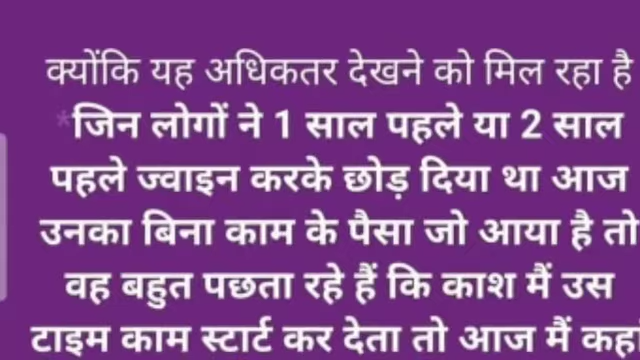 क्योंकि यह अधिकतर देखने को मिल रहा है
*जिन लोगों ने 1 साल पहले या 2 साल
पहले ज्वाइन करके छोड़ दिया था आज
उनका बिना काम के पैसा जो आया है तो
वह बहुत पछता रहे हैं कि काश मैं उस
टाइम काम स्टार्ट कर देता तो आज मैं